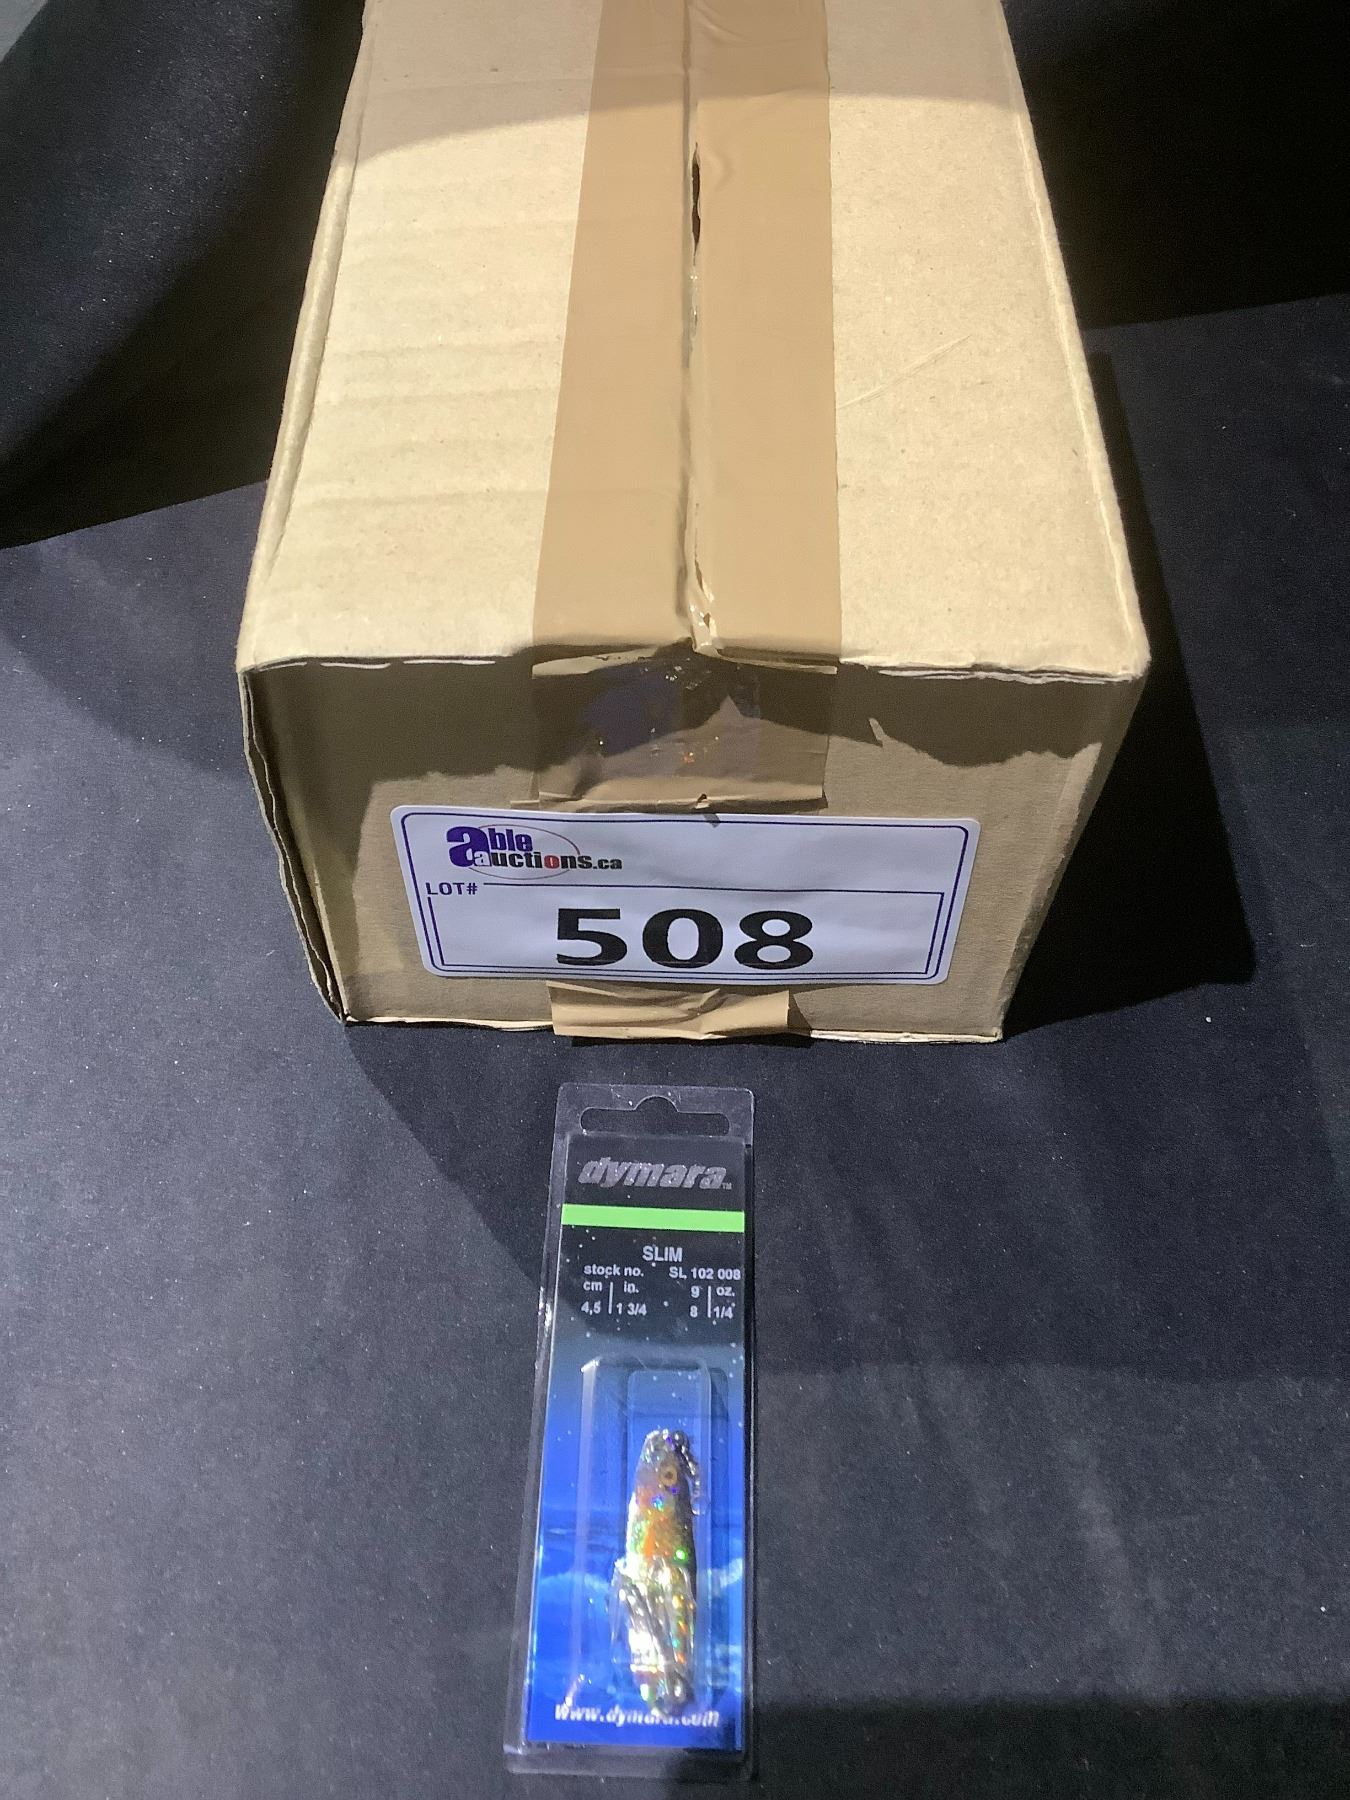 able
auctions.ca
LOT#
508
dymara™
SLIM
stock no. SL 102 008
cm in. g oz.
4,5 1 3/4 8 1/4
www.dymara.com